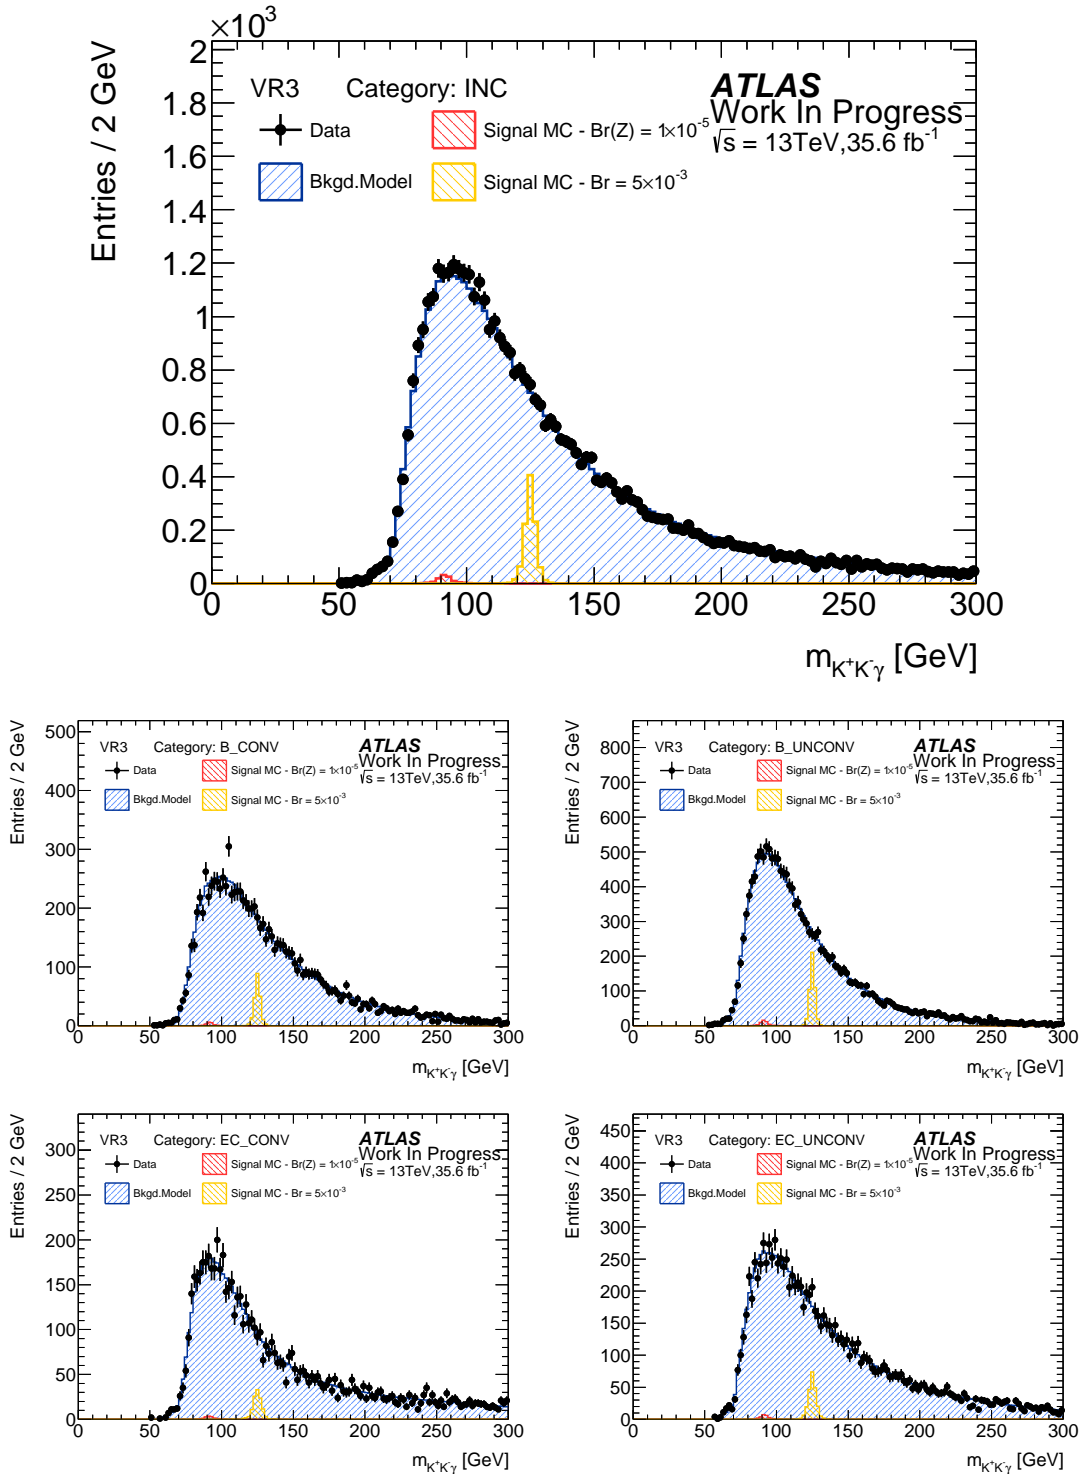 ×10³
2
1.8
1.6
1.4
1.2
1
0.8
0.6
0.4
0.2
0
Entries / 2 GeV
VR3 Category: INC
Data
Bkgd.Model
Signal MC - Br(Z) = 1×10⁻⁵
Signal MC - Br = 5×10⁻³
ATLAS
Work In Progress
√s = 13TeV,35.6 fb⁻¹
0 50 100 150 200 250 300
m_K⁺K⁻γ [GeV]
Entries / 2 GeV
500
400
300
200
100
0
VR3 Category: B_CONV
Data
Bkgd.Model
Signal MC - Br(Z) = 1×10⁻⁵
Signal MC - Br = 5×10⁻³
ATLAS
Work In Progress
√s = 13TeV,35.6 fb⁻¹
0 50 100 150 200 250 300
m_K⁺K⁻γ [GeV]
Entries / 2 GeV
800
700
600
500
400
300
200
100
0
VR3 Category: B_UNCONV
Data
Bkgd.Model
Signal MC - Br(Z) = 1×10⁻⁵
Signal MC - Br = 5×10⁻³
ATLAS
Work In Progress
√s = 13TeV,35.6 fb⁻¹
0 50 100 150 200 250 300
m_K⁺K⁻γ [GeV]
Entries / 2 GeV
300
250
200
150
100
50
0
VR3 Category: EC_CONV
Data
Bkgd.Model
Signal MC - Br(Z) = 1×10⁻⁵
Signal MC - Br = 5×10⁻³
ATLAS
Work In Progress
√s = 13TeV,35.6 fb⁻¹
0 50 100 150 200 250 300
m_K⁺K⁻γ [GeV]
Entries / 2 GeV
450
400
350
300
250
200
150
100
50
0
VR3 Category: EC_UNCONV
Data
Bkgd.Model
Signal MC - Br(Z) = 1×10⁻⁵
Signal MC - Br = 5×10⁻³
ATLAS
Work In Progress
√s = 13TeV,35.6 fb⁻¹
0 50 100 150 200 250 300
m_K⁺K⁻γ [GeV]